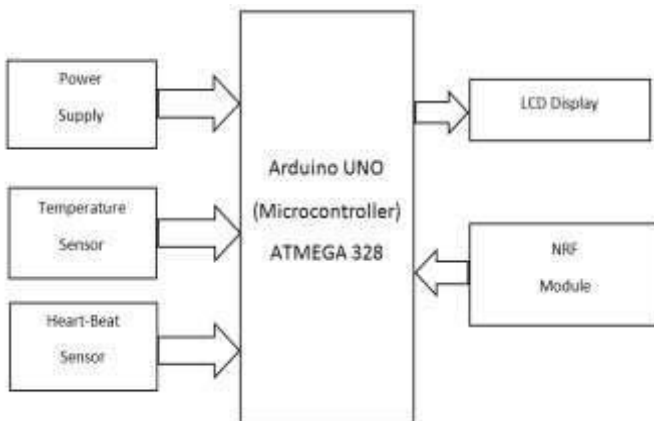 Power
Supply
Temperature
Sensor
Heart-Beat
Sensor
Arduino UNO
(Microcontroller)
ATMEGA 328
LCD Display
NRF
Module